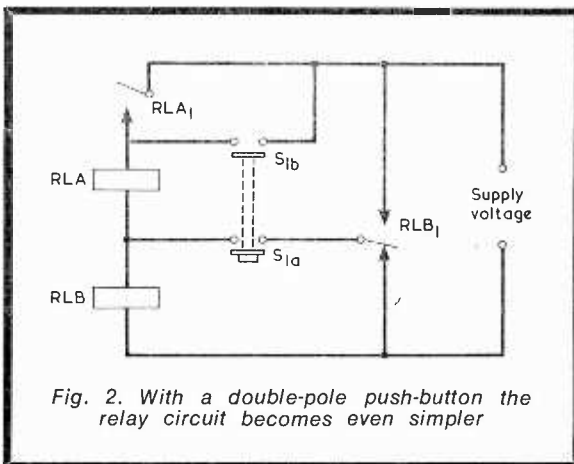 RLA1
S1b
RLA
Supply
voltage
RLB1
S1a
RLB
Fig. 2. With a double-pole push-button the
relay circuit becomes even simpler